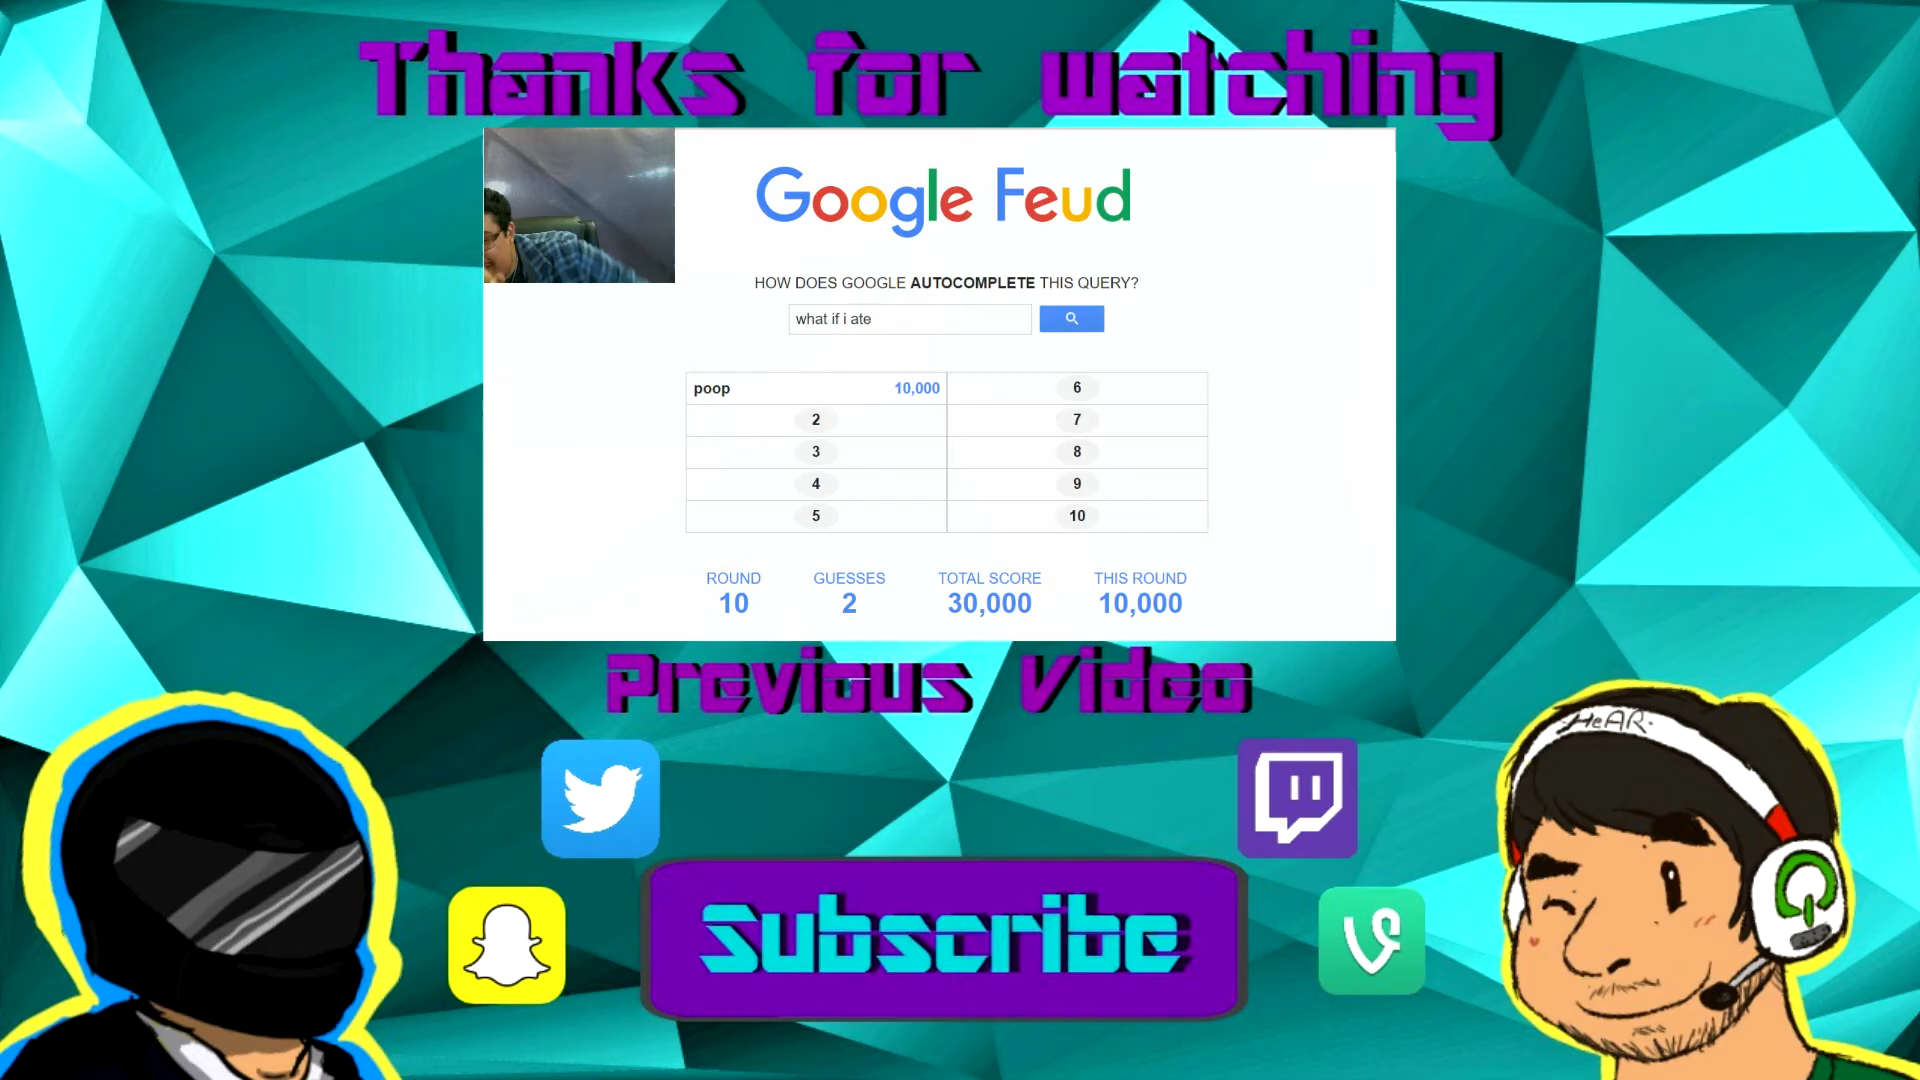 Thanks for watching
Google Feud
HOW DOES GOOGLE AUTOCOMPLETE THIS QUERY?
what if i ate
poop 10,000 6
2 7
3 8
4 9
5 10
ROUND GUESSES TOTAL SCORE THIS ROUND
10 2 30,000 10,000
Previous Video
HeAR
Subscribe